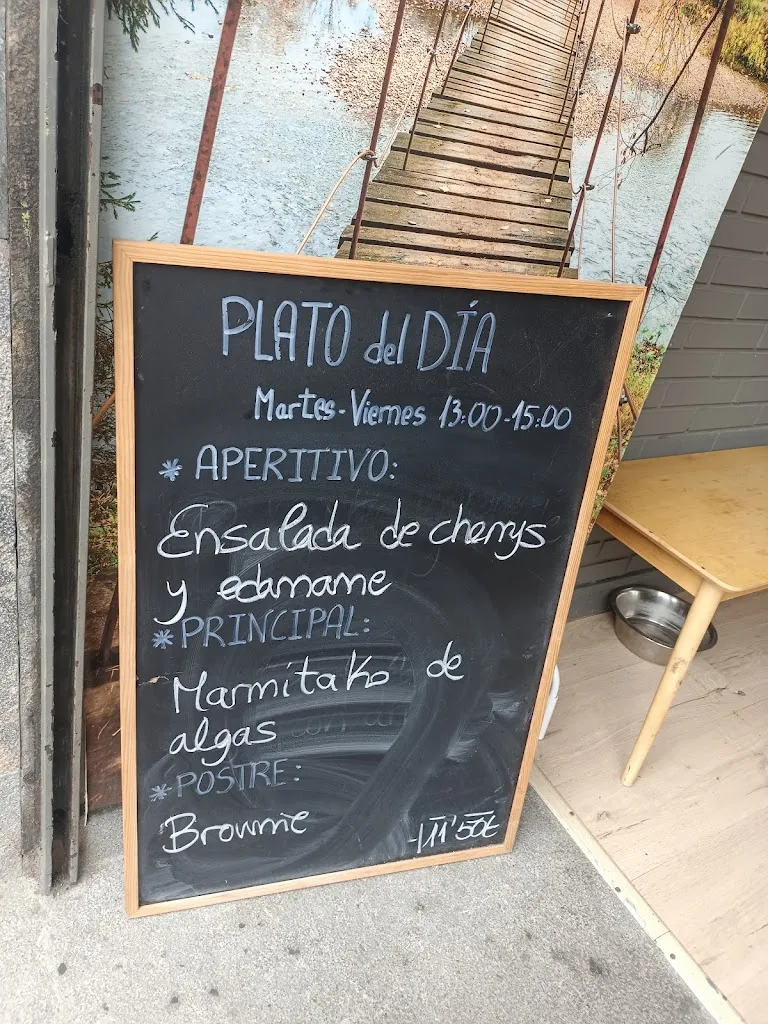 PLATO del DÍA
Martes-Viernes 13:00-15:00
* APERITIVO:
Ensalada de cherrys
y edamame
* PRINCIPAL:
Marmitako de
algas
* POSTRE:
Brownie
11'50€